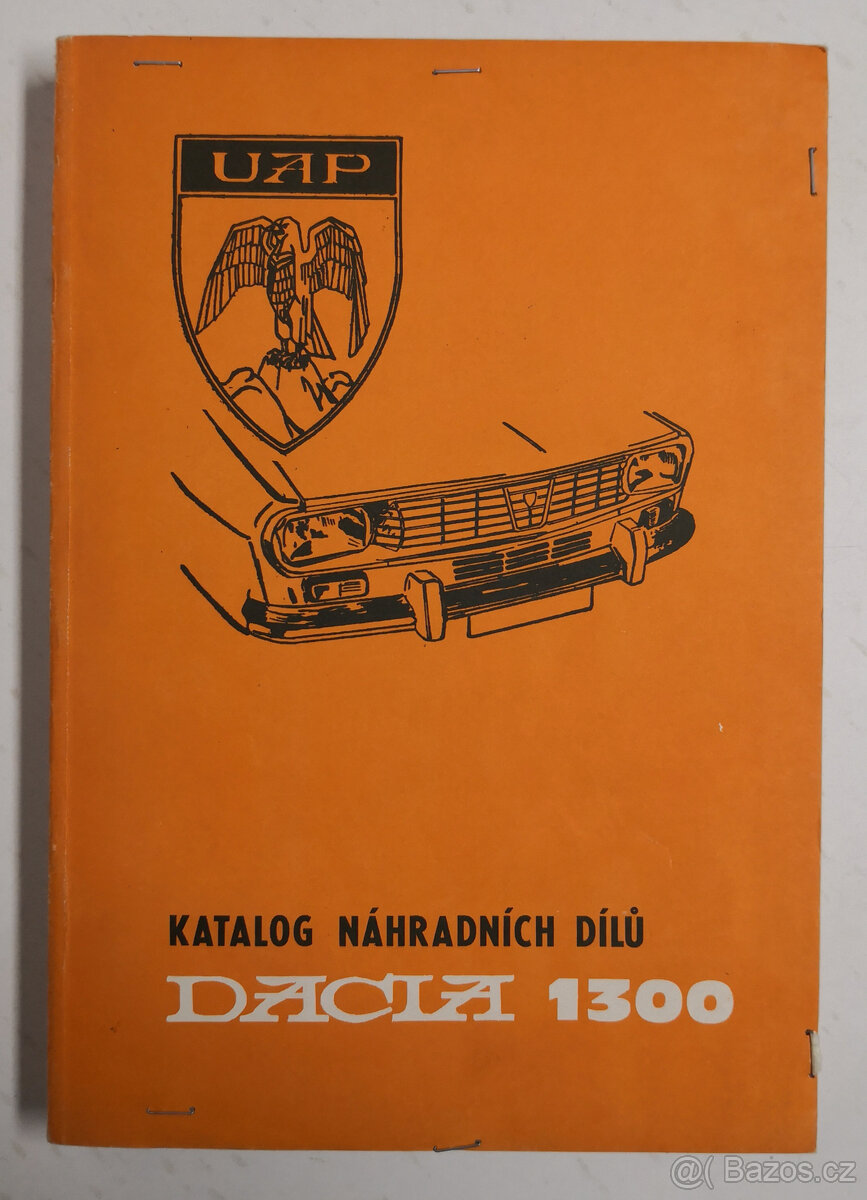 UAP
KATALOG NÁHRADNÍCH DÍLŮ
DACIA 1300
@( Bazos.cz